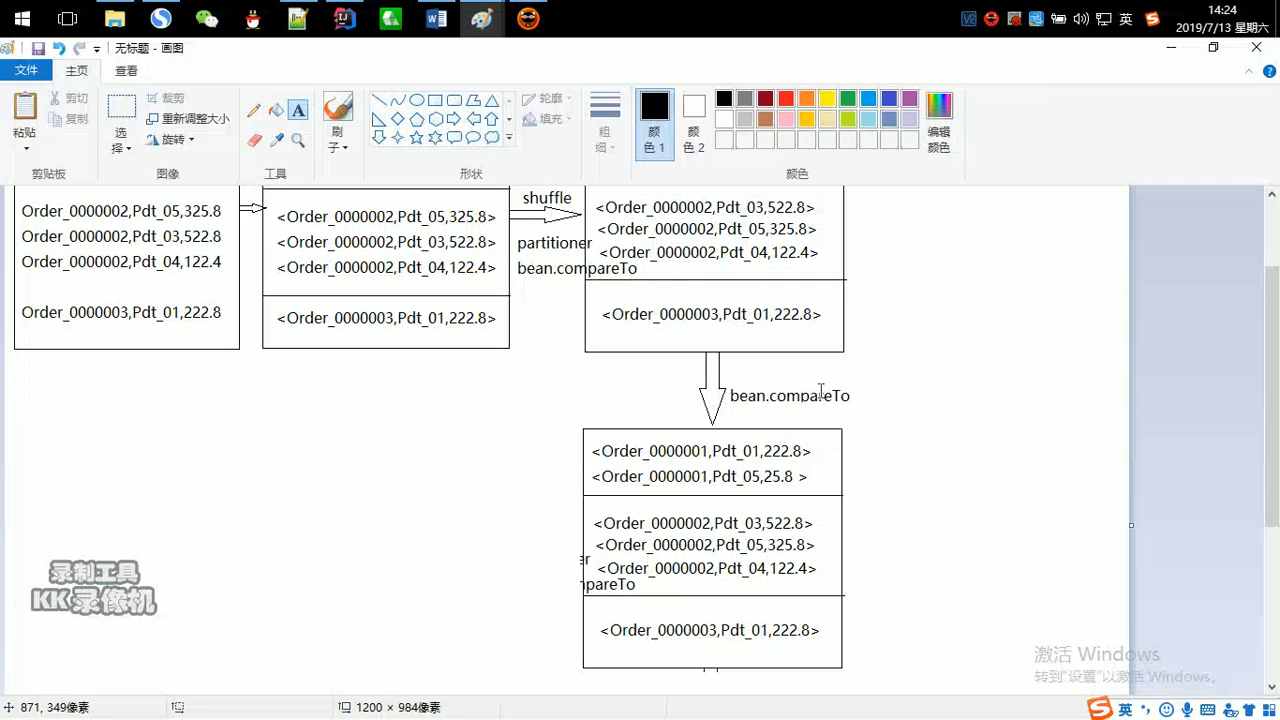 14:24
2019/7/13 星期六
英
无标题 - 画图
文件
主页
查看
粘贴
剪切
复制
选择
裁剪
重新调整大小
旋转
刷子
轮廓
填充
粗细
颜色 1
颜色 2
编辑颜色
剪贴板
图像
工具
形状
颜色
Order_0000002,Pdt_05,325.8
Order_0000002,Pdt_03,522.8
Order_0000002,Pdt_04,122.4
Order_0000003,Pdt_01,222.8
<Order_0000002,Pdt_05,325.8>
<Order_0000002,Pdt_03,522.8>
<Order_0000002,Pdt_04,122.4>
<Order_0000003,Pdt_01,222.8>
shuffle
partitioner
bean.compareTo
<Order_0000002,Pdt_03,522.8>
<Order_0000002,Pdt_05,325.8>
<Order_0000002,Pdt_04,122.4>
<Order_0000003,Pdt_01,222.8>
bean.compareTo
<Order_0000001,Pdt_01,222.8>
<Order_0000001,Pdt_05,25.8 >
<Order_0000002,Pdt_03,522.8>
<Order_0000002,Pdt_05,325.8>
er
<Order_0000002,Pdt_04,122.4>
pareTo
<Order_0000003,Pdt_01,222.8>
录制工具
KK录像机
激活 Windows
转到"设置"以激活 Windows。
871, 349像素
1200 × 984像素
英